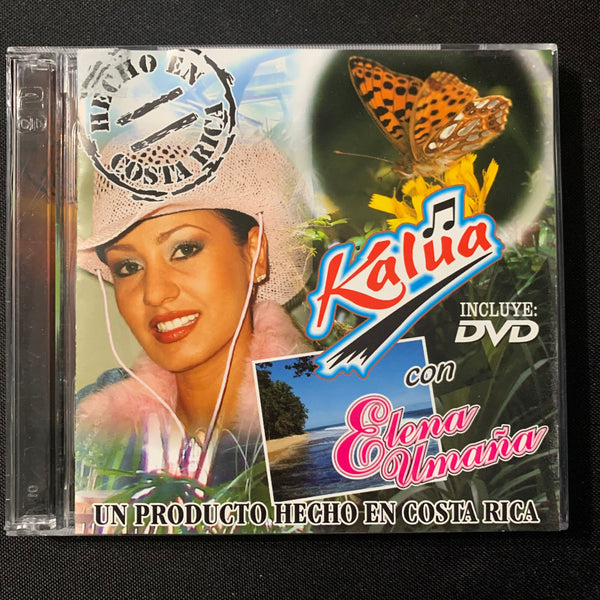 HECHO EN
COSTA RICA
Kalúa
INCLUYE:
DVD
con
Elena
Umaña
UN PRODUCTO HECHO EN COSTA RICA